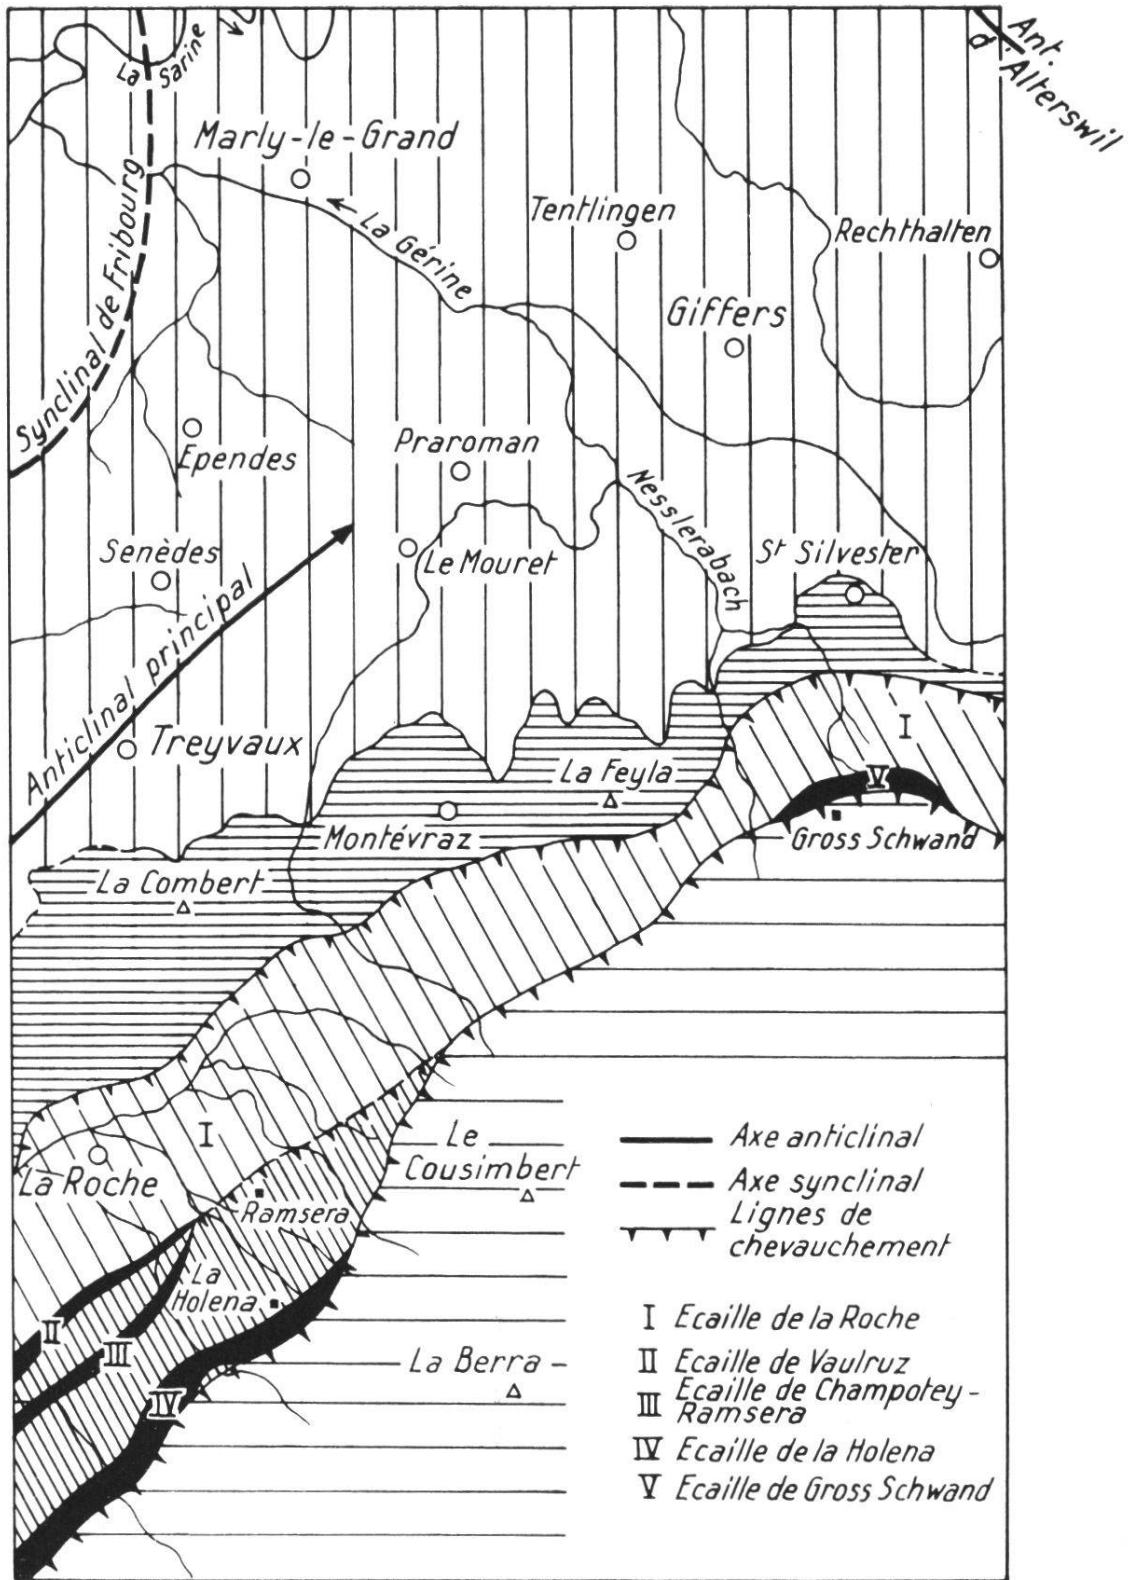 La Sarine
Ant.
d'Alterswil
Marly-le-Grand
La Gérine
Tentlingen
Rechthalten
Giffers
Synclinal de Fribourg
Ependes
Praroman
Nesslerabach
Senèdes
Le Mouret
St Silvester
Anticlinal principal
Treyvaux
I
La Feyla
V
Montévraz
Gross Schwand
La Combert
I
La Roche
Le
Cousimbert
Ramsera
La
Holena
II
III
La Berra
IV
Axe anticlinal
Axe synclinal
Lignes de
chevauchement
I Ecaille de la Roche
II Ecaille de Vaulruz
III Ecaille de Champotey-
Ramsera
IV Ecaille de la Holena
V Ecaille de Gross Schwand